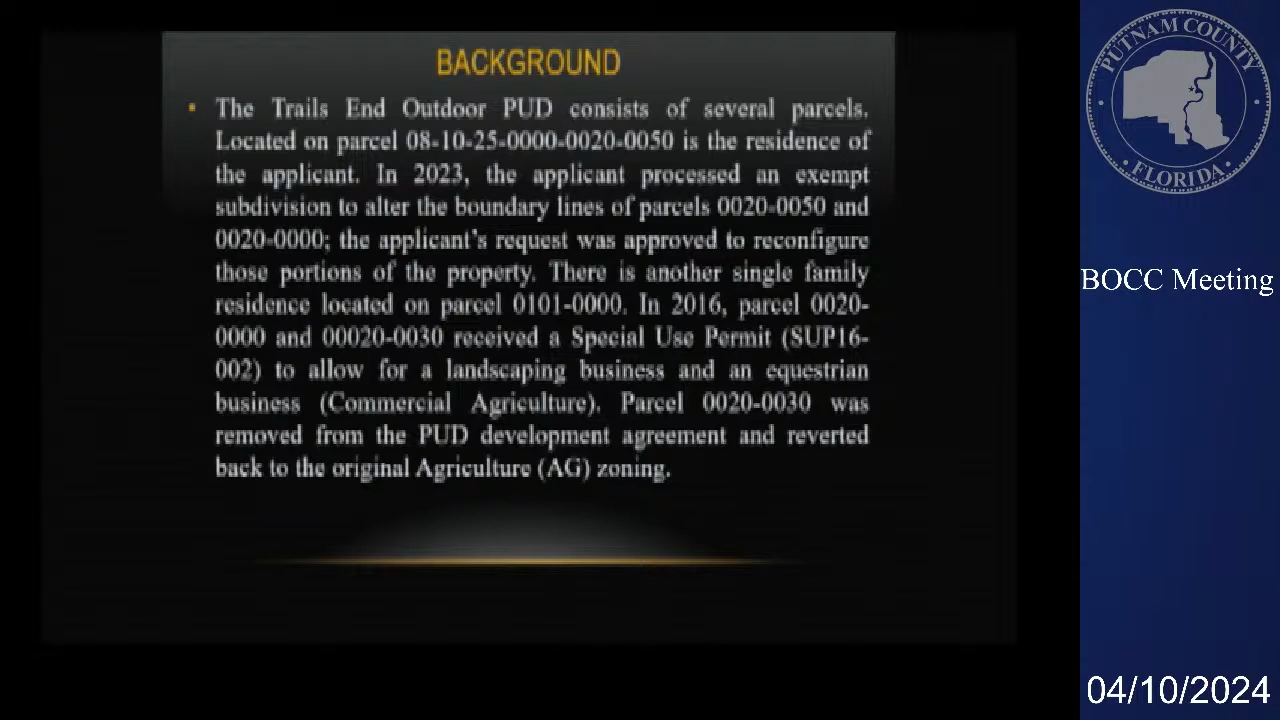 BACKGROUND
• The Trails End Outdoor PUD consists of several parcels.
Located on parcel 08-10-25-0000-0020-0050 is the residence of
the applicant. In 2023, the applicant processed an exempt
subdivision to alter the boundary lines of parcels 0020-0050 and
0020-0000; the applicant's request was approved to reconfigure
those portions of the property. There is another single family
residence located on parcel 0101-0000. In 2016, parcel 0020-
0000 and 00020-0030 received a Special Use Permit (SUP16-
002) to allow for a landscaping business and an equestrian
business (Commercial Agriculture). Parcel 0020-0030 was
removed from the PUD development agreement and reverted
back to the original Agriculture (AG) zoning.
PUTNAM COUNTY
FLORIDA
BOCC Meeting
04/10/2024